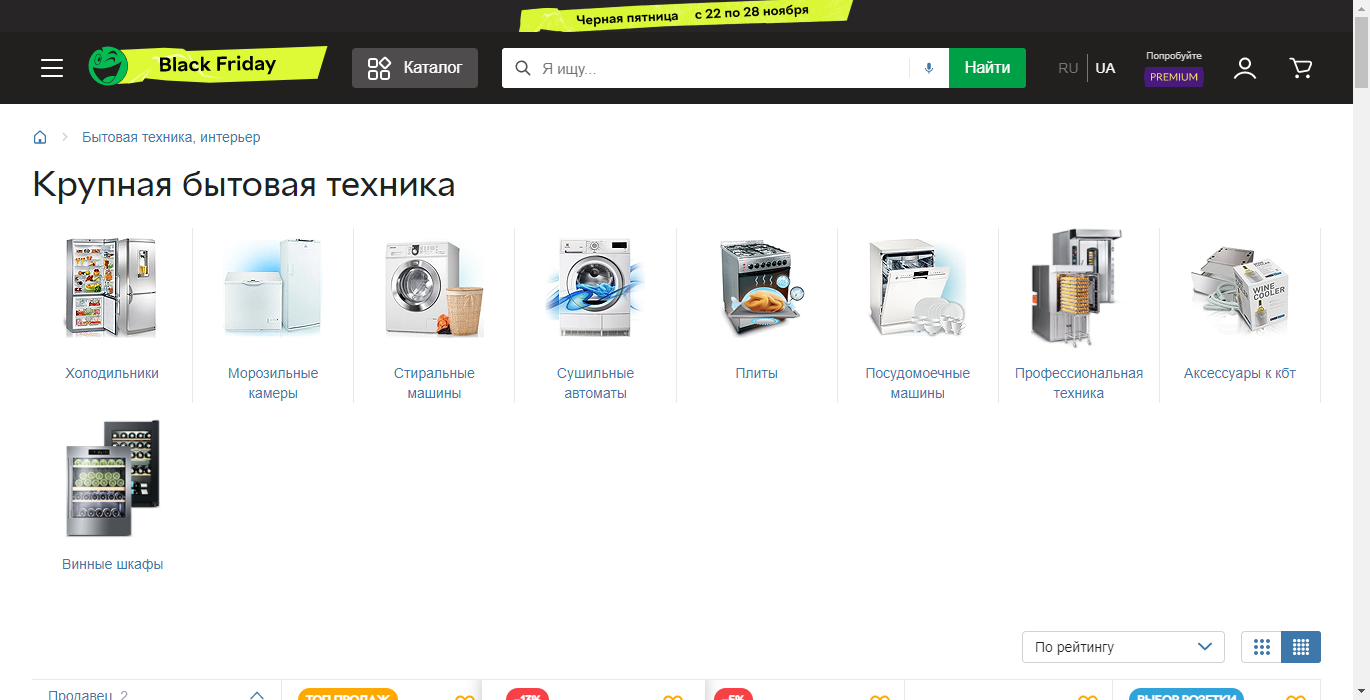 Черная пятница с 22 по 28 ноября
Black Friday
Каталог
Я ищу...
Найти
RU
UA
Попробуйте
PREMIUM
Бытовая техника, интерьер
Крупная бытовая техника
WINE
COOLER
Холодильники
Морозильные
камеры
Стиральные
машины
Сушильные
автоматы
Плиты
Посудомоечные
машины
Профессиональная
техника
Аксессуары к кбт
Винные шкафы
По рейтингу
Продавец 2
ТОП ПРОДАЖ
-13%
-5%
ВЫБОР РОЗЕТКИ